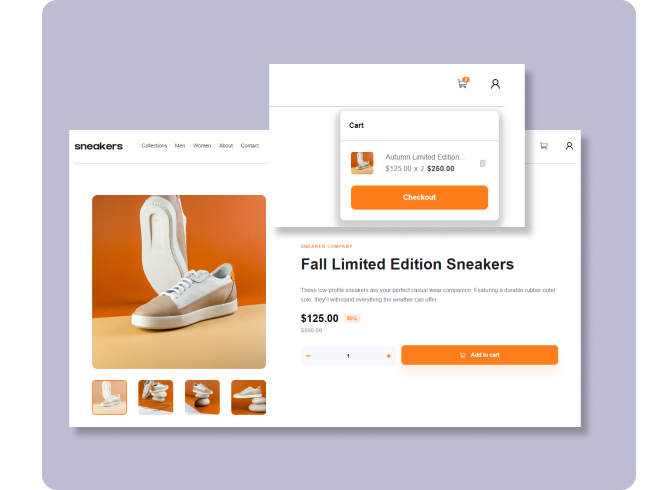 2
Cart
Autumn Limited Edition...
$125.00 x 2 $250.00
Checkout
sneakers Collections Men Women About Contact
SNEAKER COMPANY
Fall Limited Edition Sneakers
These low-profile sneakers are your perfect casual wear companion. Featuring a durable rubber outer
sole, they'll withstand everything the weather can offer.
$125.00 50%
$250.00
− 1 + Add to cart